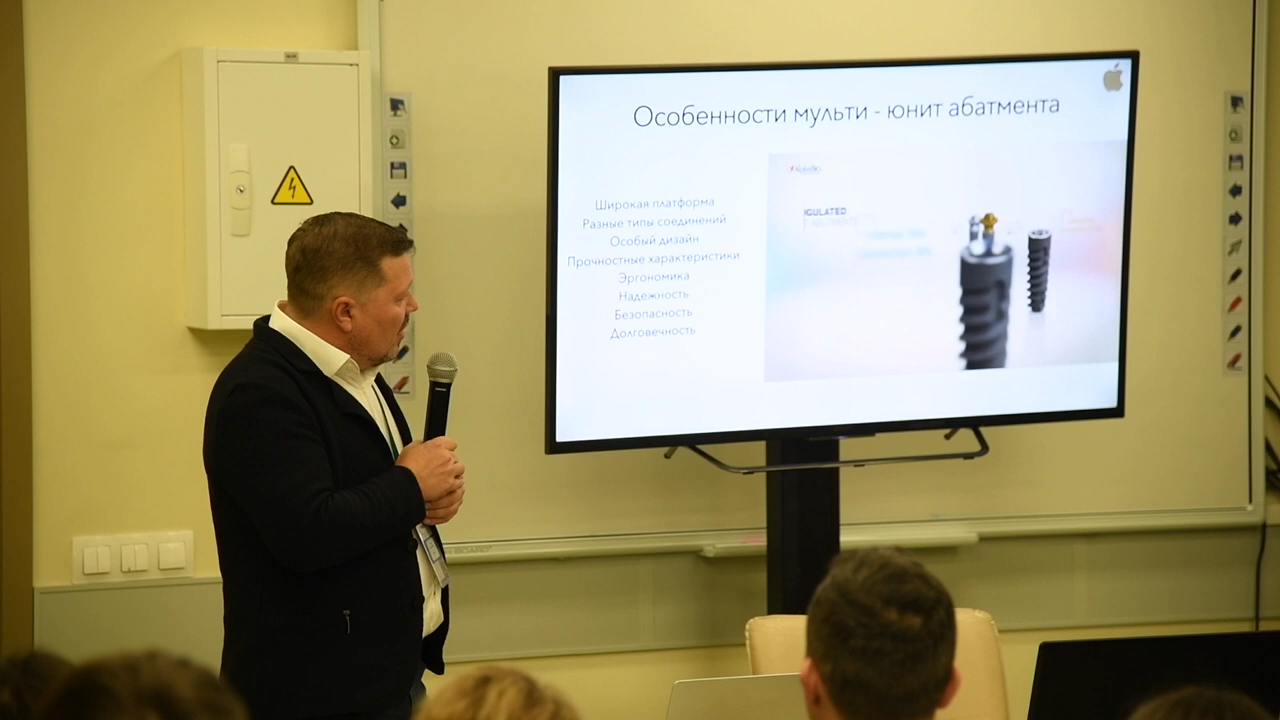 Особенности мульти - юнит абатмента
Широкая платформа
Разные типы соединений
Особый дизайн
Прочностные характеристики
Эргономика
Надежность
Безопасность
Долговечность
IGULATED